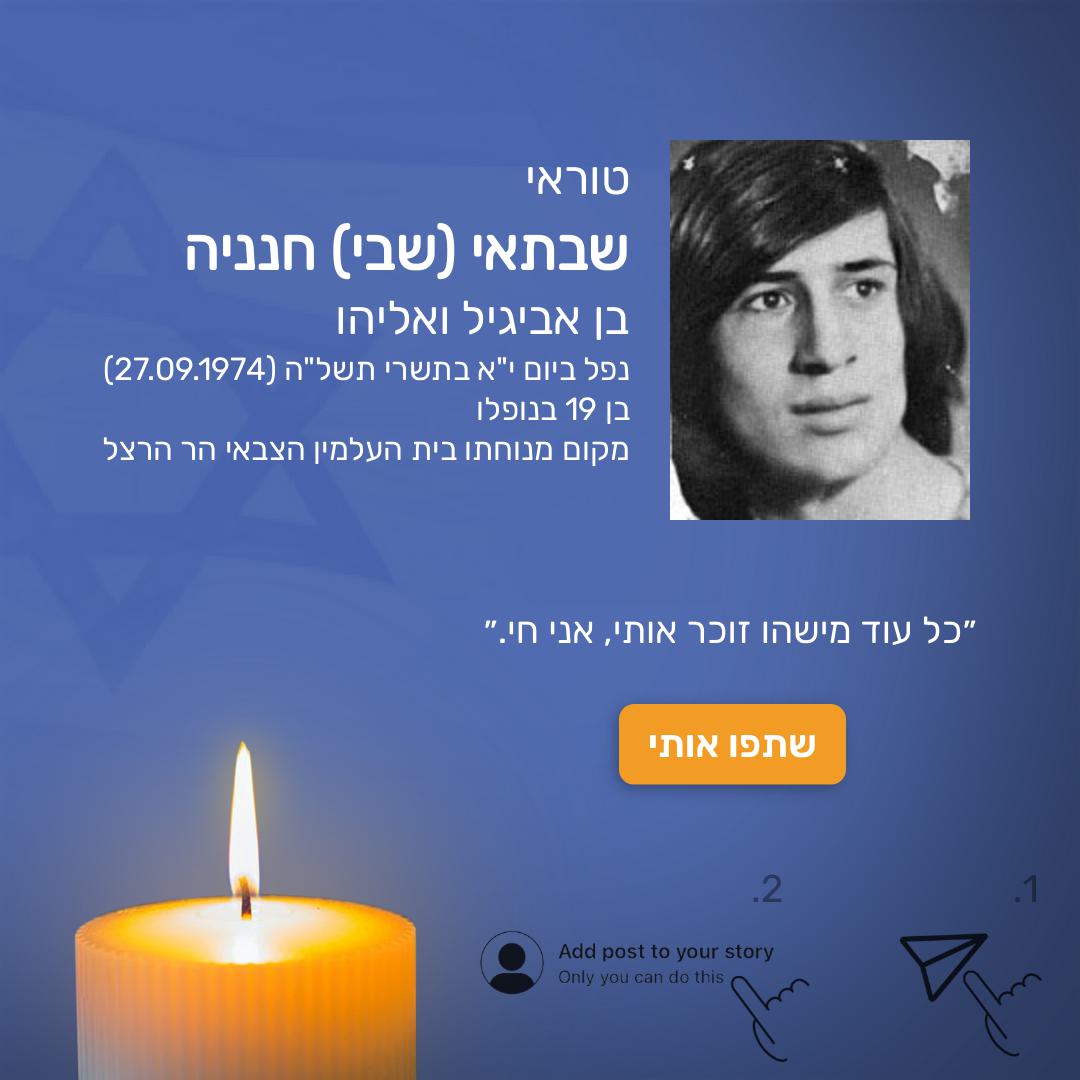 טוראי
שבתאי (שבי) חנניה
בן אביגיל ואליהו
נפל ביום י"א בתשרי תשל"ה (27.09.1974)
בן 19 בנופלו
מקום מנוחתו בית העלמין הצבאי הר הרצל
״כל עוד מישהו זוכר אותי, אני חי.״
שתפו אותי
1.
2.
Add post to your story
Only you can do this